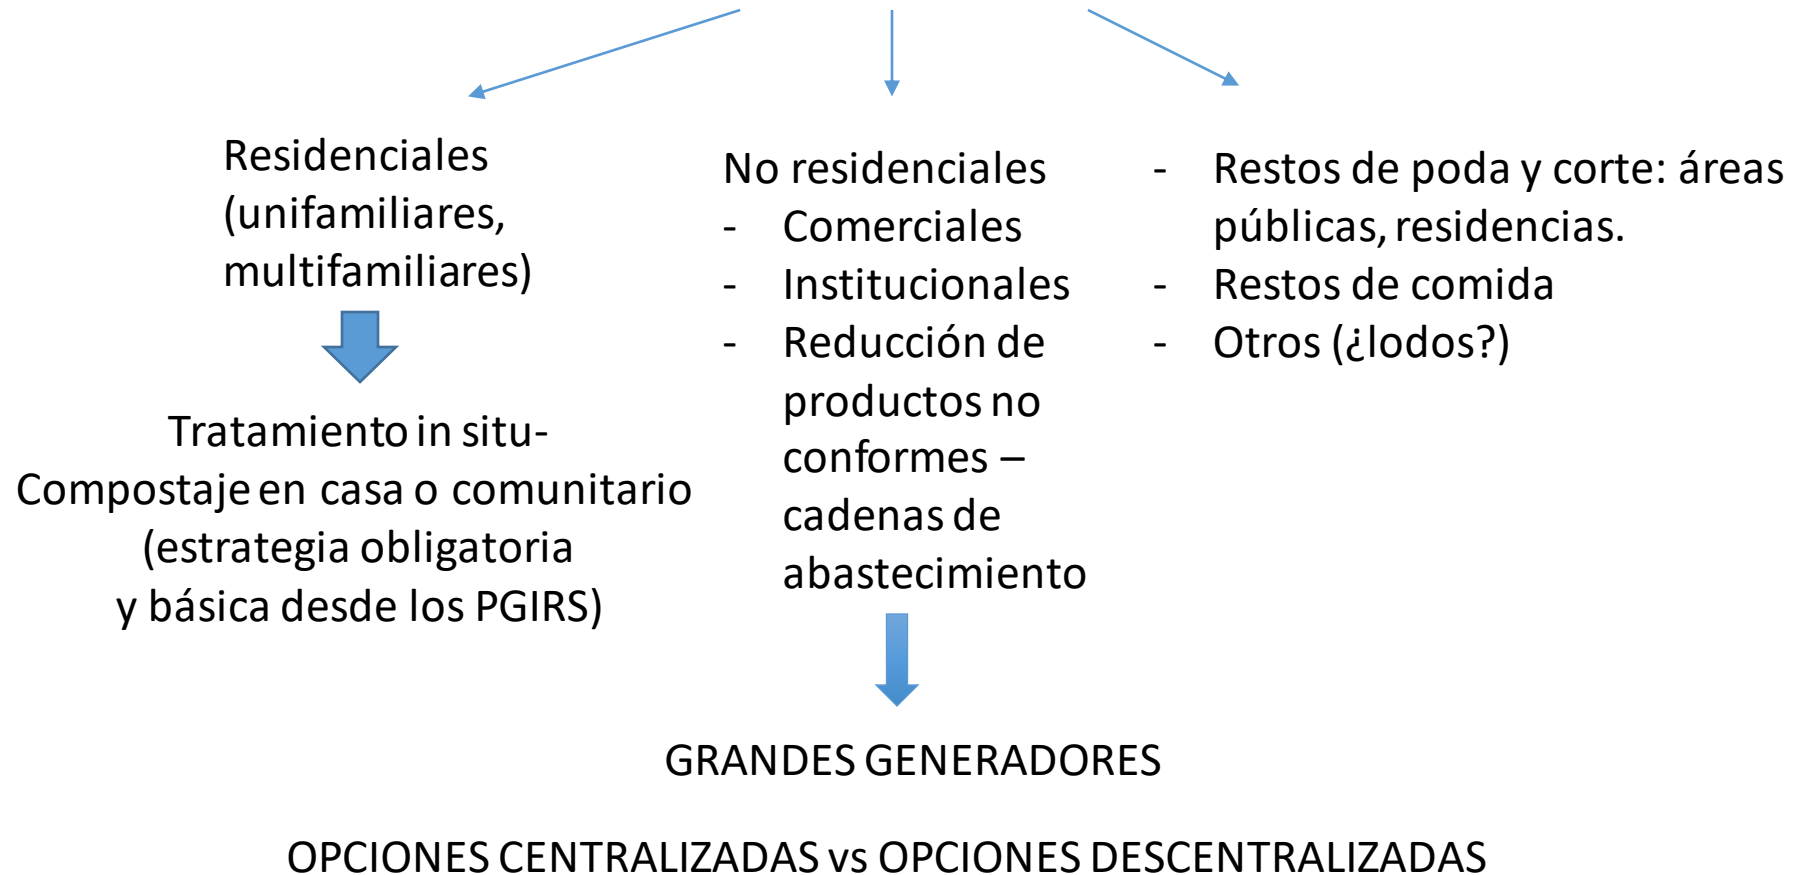 Residenciales
(unifamiliares,
multifamiliares)
Tratamiento in situ-
Compostaje en casa o comunitario
(estrategia obligatoria
y básica desde los PGIRS)
No residenciales
- Comerciales
- Institucionales
- Reducción de
productos no
conformes –
cadenas de
abastecimiento
- Restos de poda y corte: áreas
públicas, residencias.
- Restos de comida
- Otros (¿lodos?)
GRANDES GENERADORES
OPCIONES CENTRALIZADAS vs OPCIONES DESCENTRALIZADAS